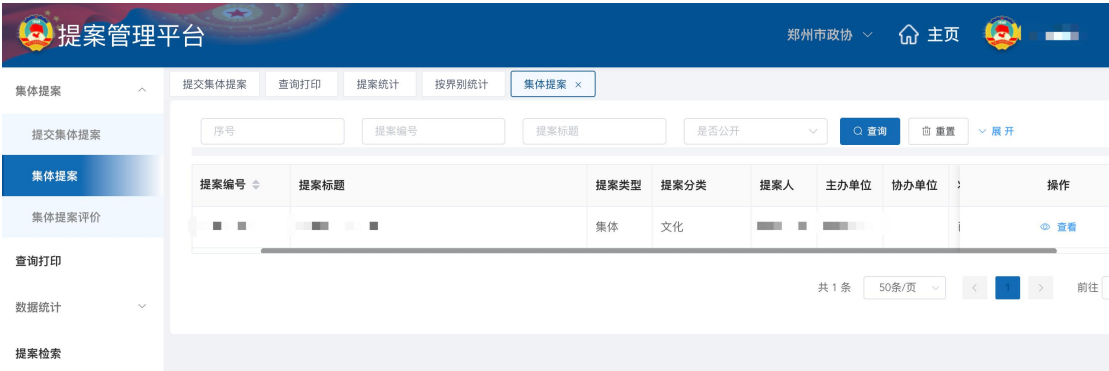 提案管理平台
郑州市政协
主页
集体提案
提交集体提案
集体提案
集体提案评价
查询打印
数据统计
提案检索
提交集体提案 查询打印 提案统计 按界别统计 集体提案 ×
序号 提案编号 提案标题 是否公开 查询 重置 展开
提案编号 提案标题 提案类型 提案分类 提案人 主办单位 协办单位 操作
集体 文化 查看
共 1 条 50条/页 < 1 > 前往